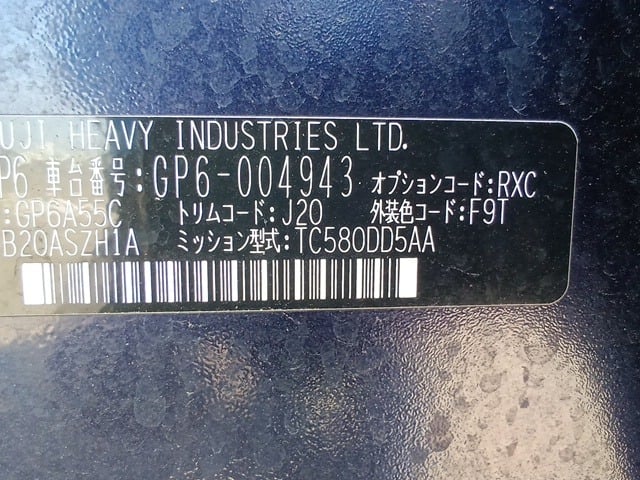 UJI HEAVY INDUSTRIES LTD.
P6 車台番号:GP6-004943 オプションコード:RXC
:GP6A55C トリムコード:J20 外装色コード:F9T
B20ASZH1A ミッション型式:TC580DD5AA